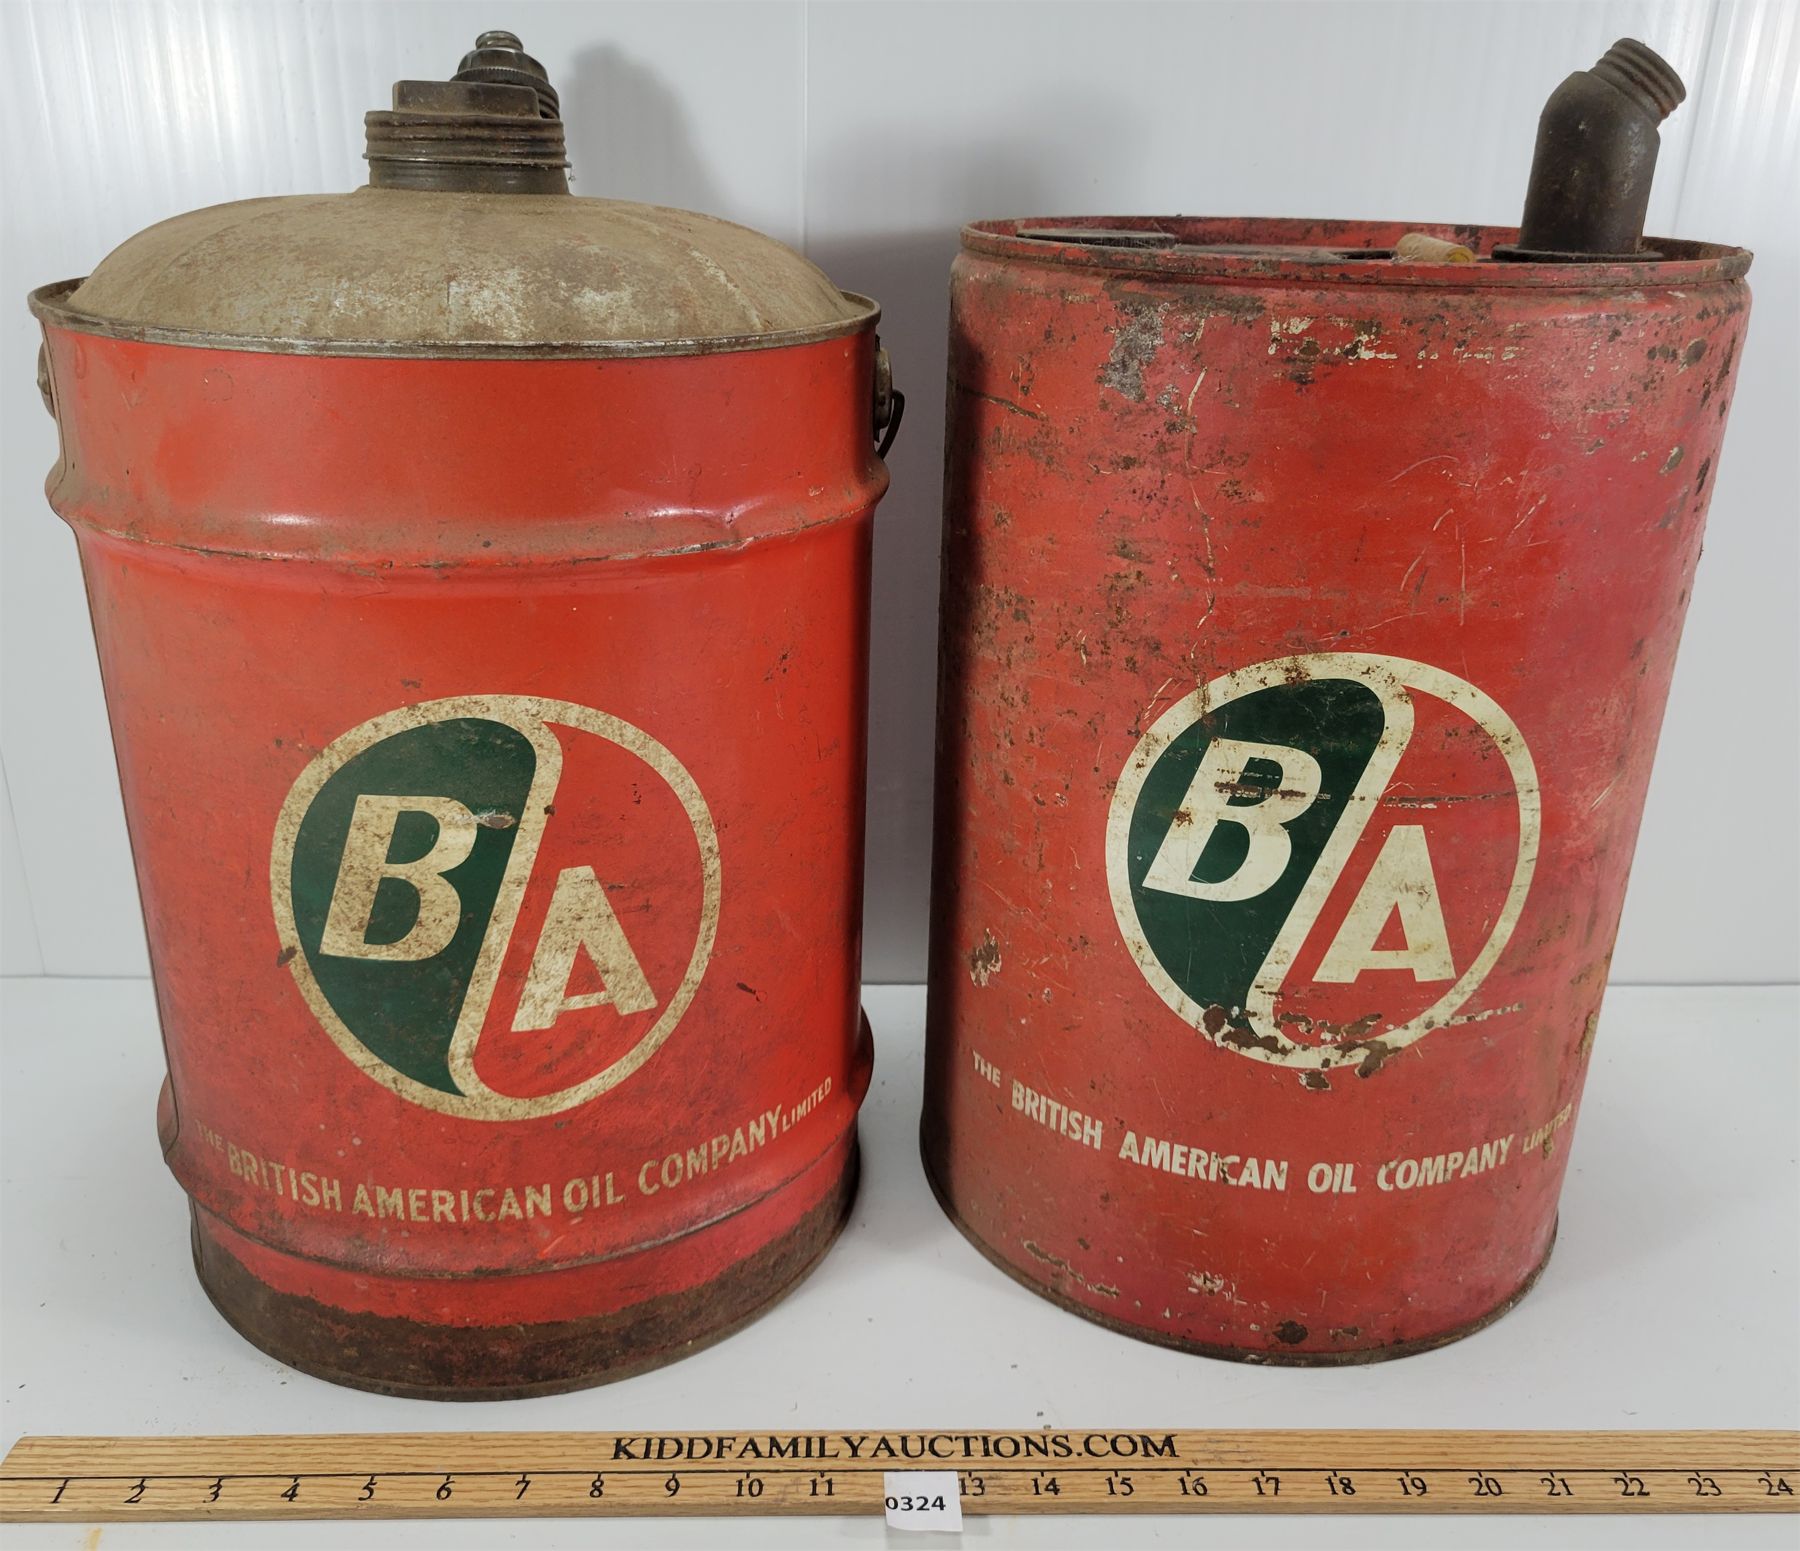 B A
THE BRITISH AMERICAN OIL COMPANY LIMITED
B A
THE BRITISH AMERICAN OIL COMPANY LIMITED
KIDDFAMILYAUCTIONS.COM
1 2 3 4 5 6 7 8 9 10 11 13 14 15 16 17 18 19 20 21 22 23 24
0324